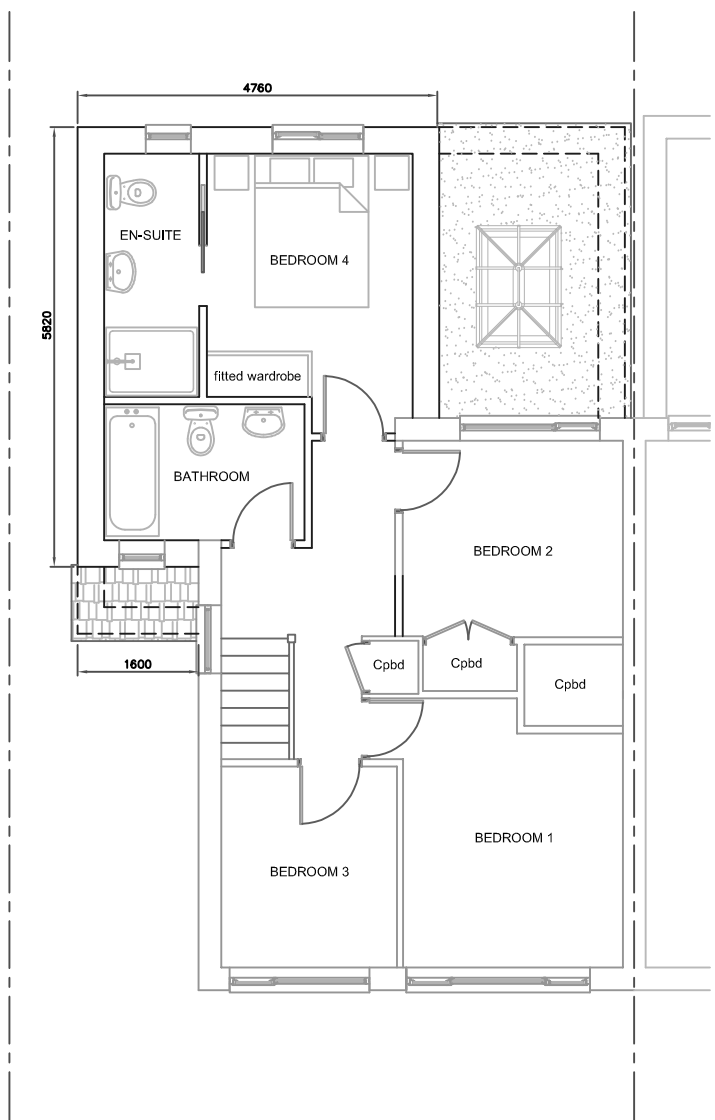 4760
5820
EN-SUITE
BEDROOM 4
fitted wardrobe
BATHROOM
BEDROOM 2
1600
Cpbd
Cpbd
Cpbd
BEDROOM 1
BEDROOM 3